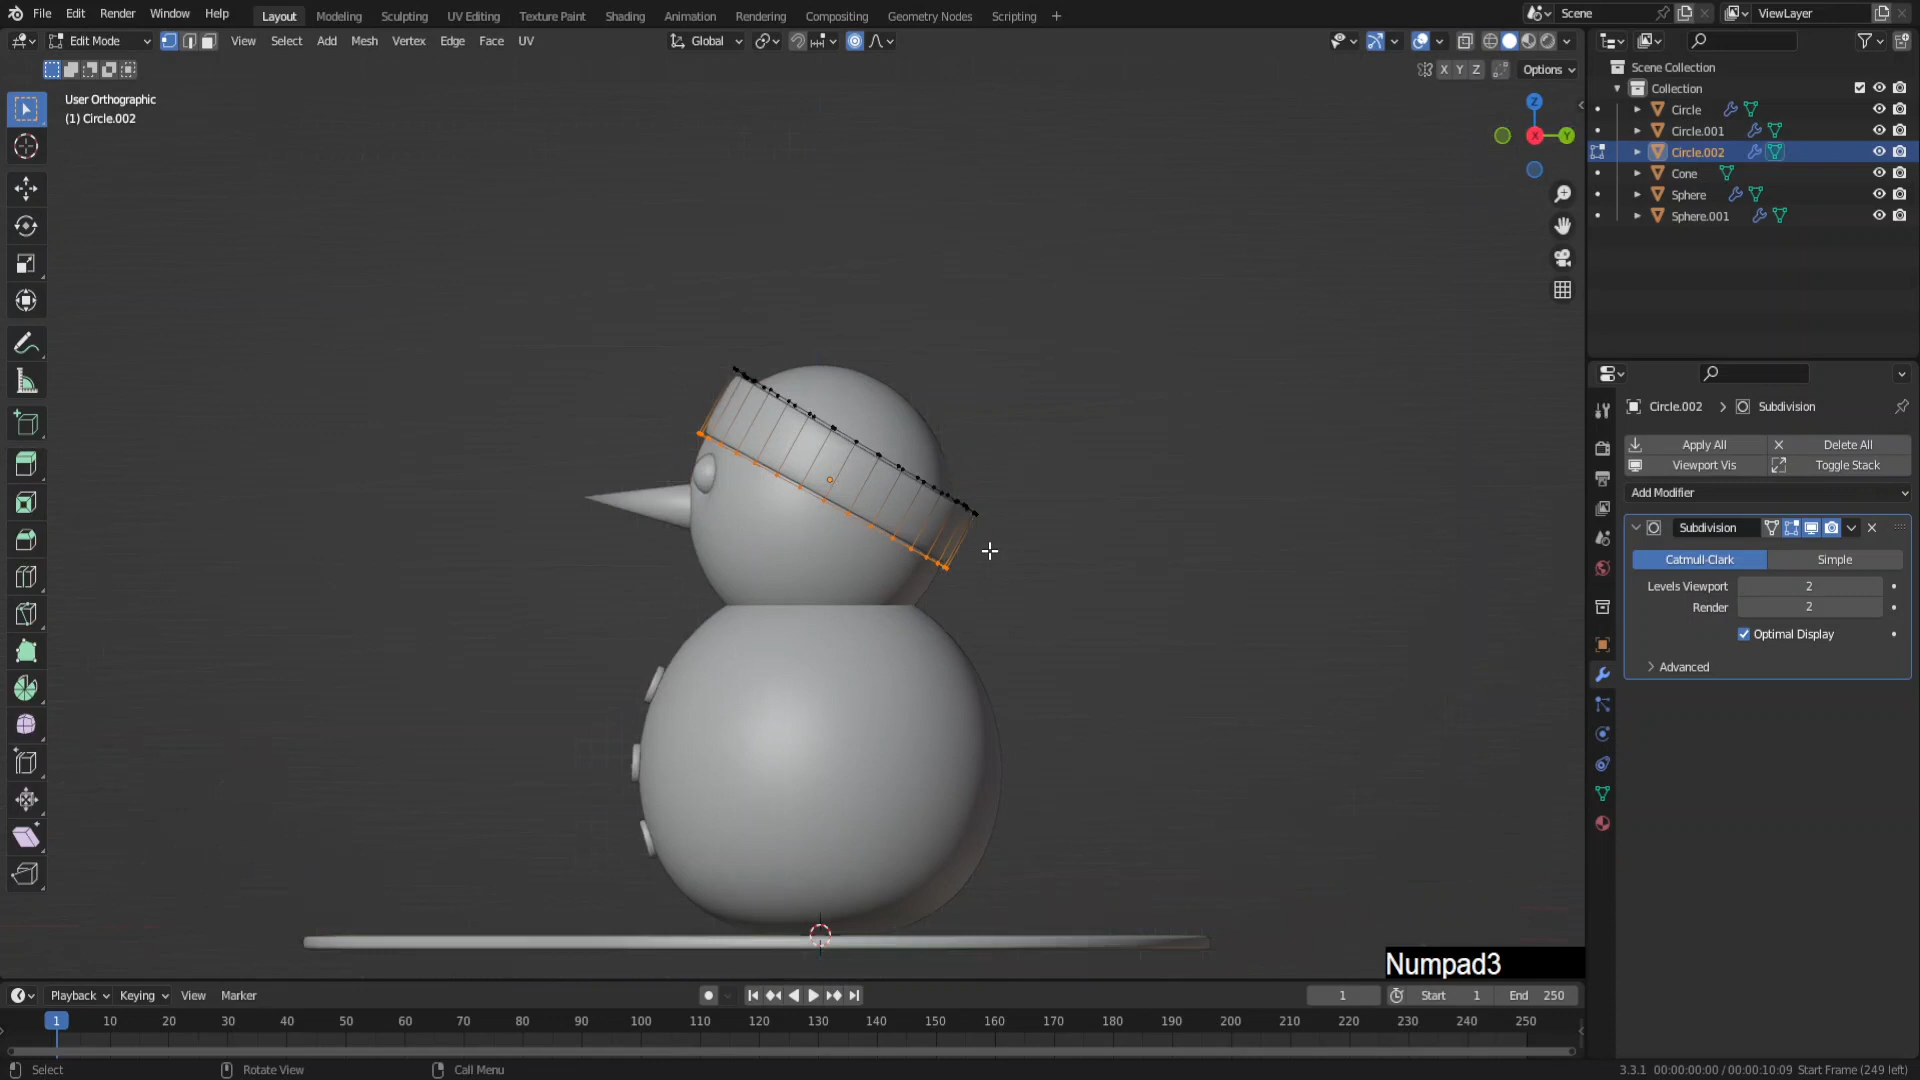 File Edit Render Window Help Layout Modeling Sculpting UV Editing Texture Paint Shading Animation Rendering Compositing Geometry Nodes Scripting + Scene ViewLayer
Edit Mode View Select Add Mesh Vertex Edge Face UV Global
X Y Z Options
User Orthographic
(1) Circle.002
Z
X Y
Scene Collection
Collection
Circle
Circle.001
Circle.002
Cone
Sphere
Sphere.001
Circle.002 > Subdivision
Apply All Delete All
Viewport Vis Toggle Stack
Add Modifier
Subdivision
Catmull-Clark Simple
Levels Viewport 2
Render 2
Optimal Display
Advanced
Numpad3
Playback Keying View Marker 1 Start 1 End 250
1 10 20 30 40 50 60 70 80 90 100 110 120 130 140 150 160 170 180 190 200 210 220 230 240 250
Select Rotate View Call Menu 3.3.1 00:00:00:00 / 00:00:10:09 Start Frame (249 left)